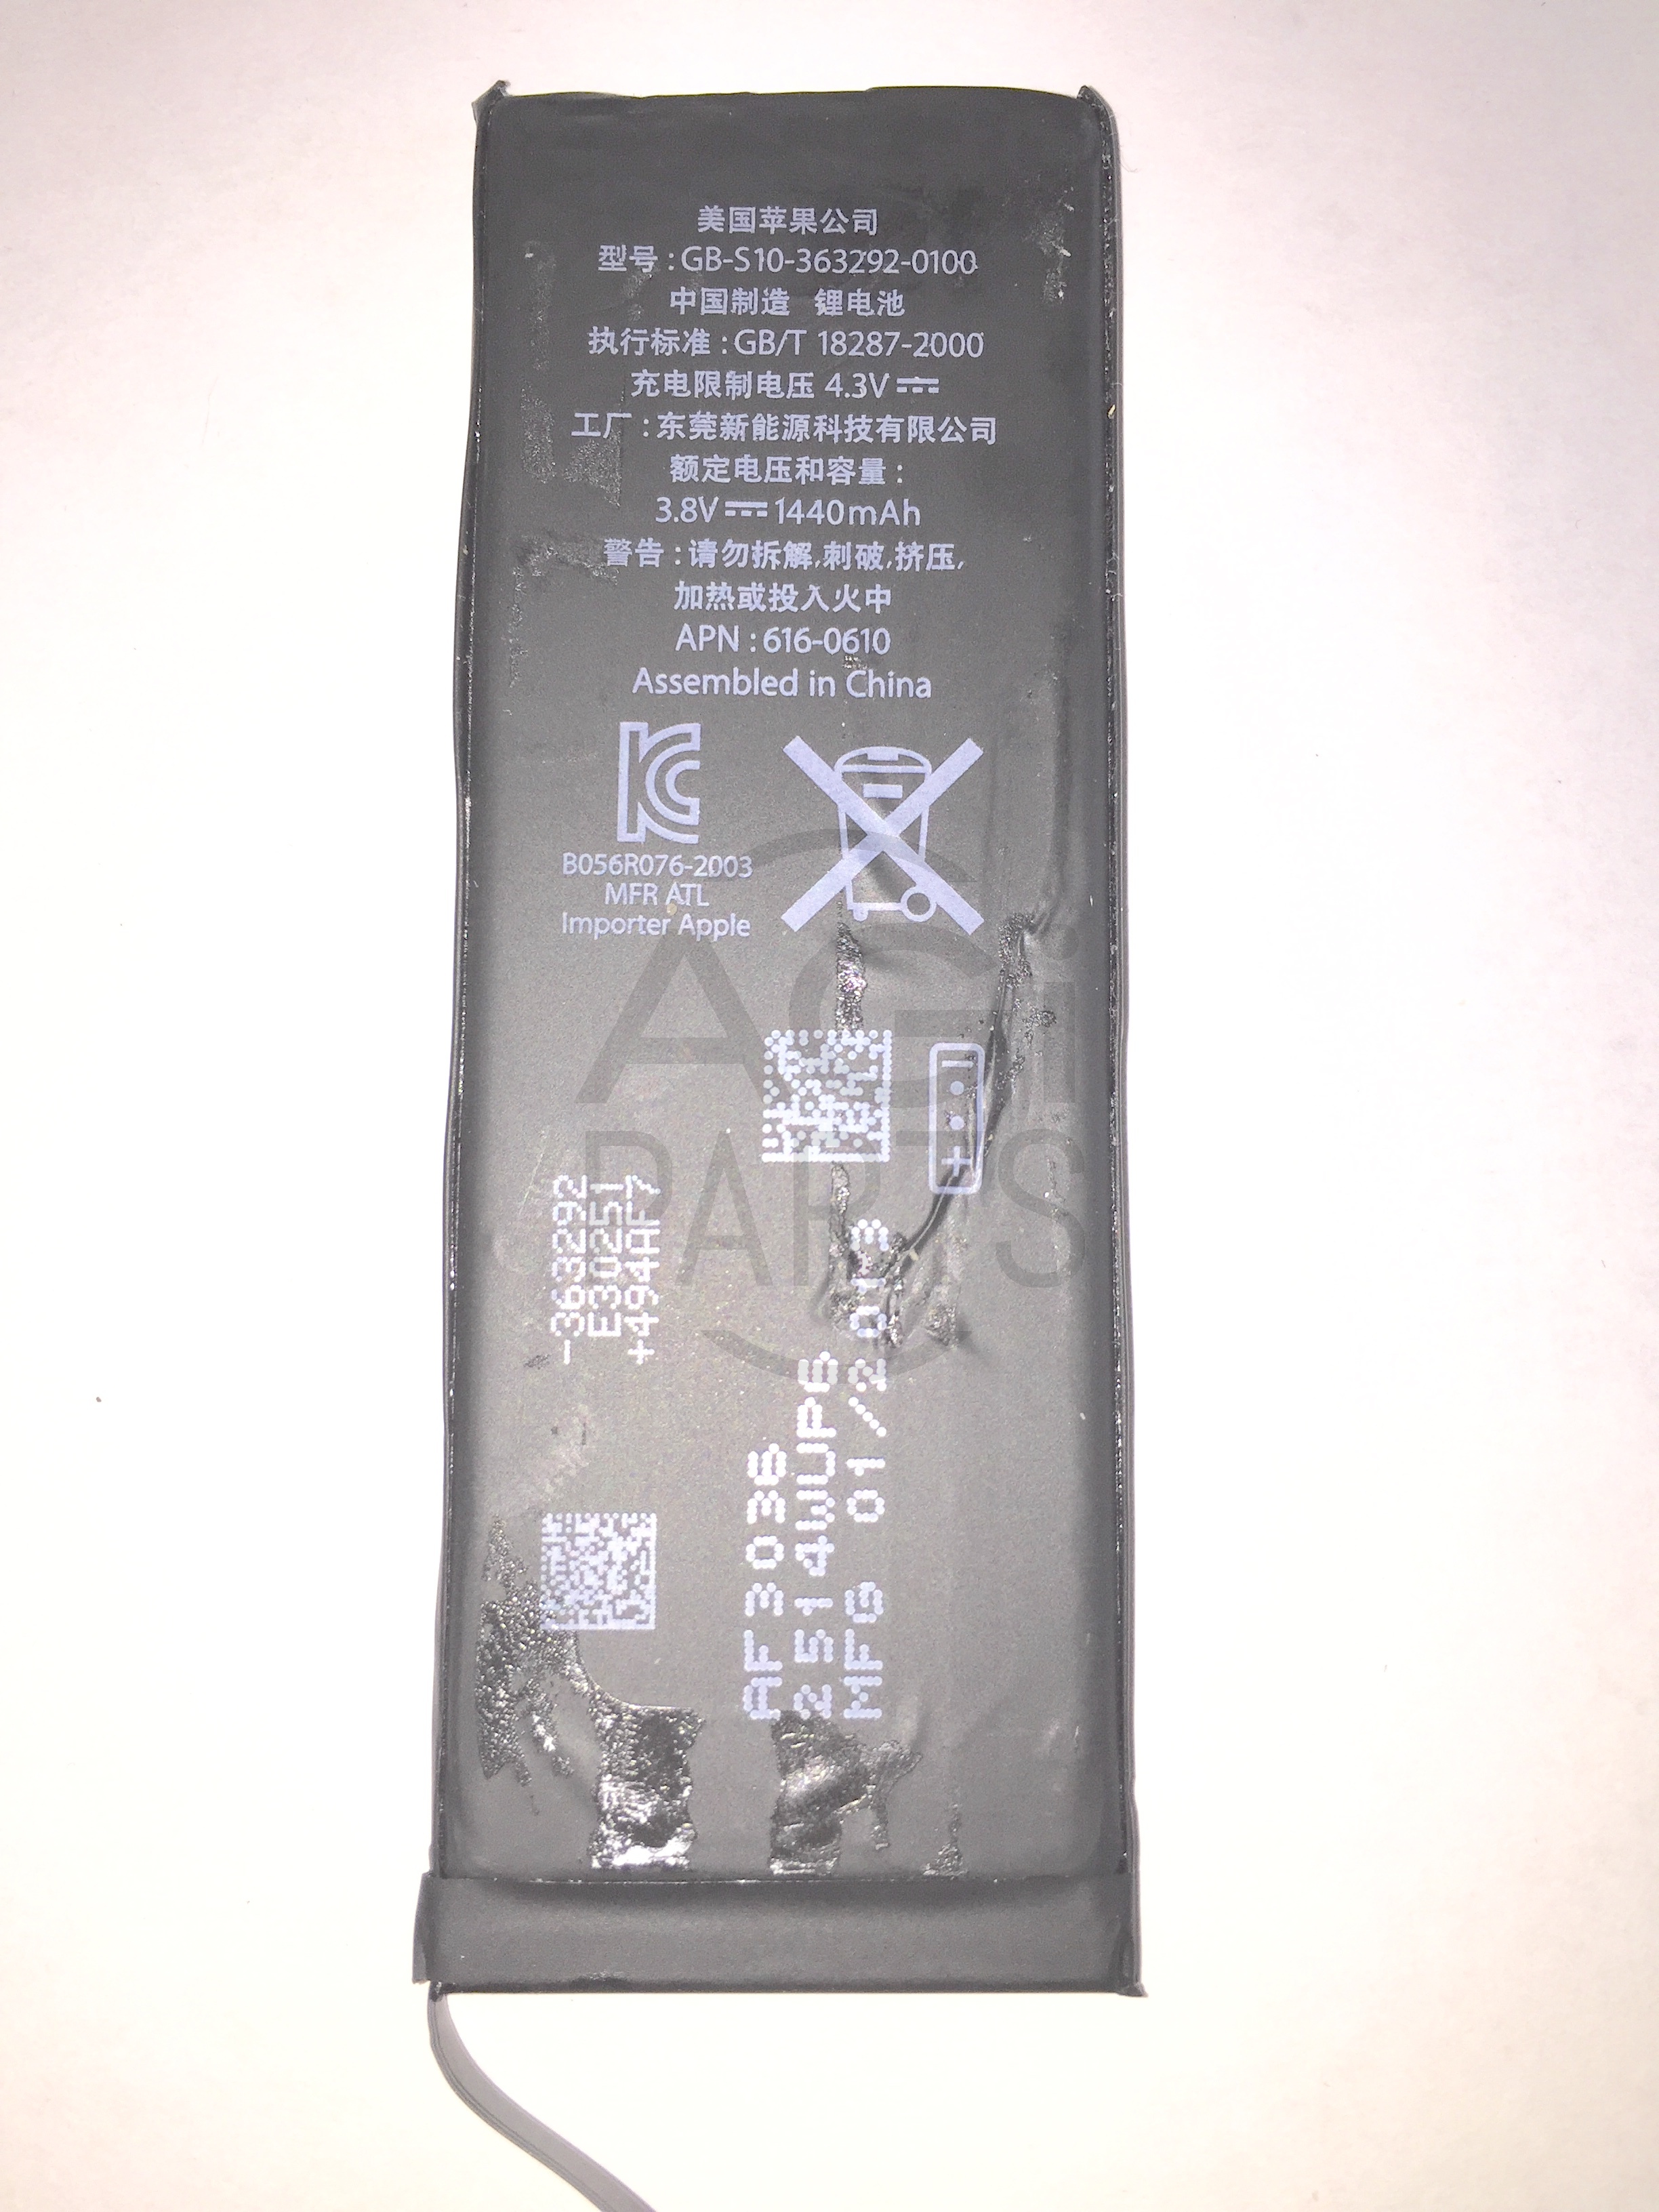 美国苹果公司
型号:GB-S10-363292-0100
中国制造 锂电池
执行标准:GB/T 18287-2000
充电限制电压 4.3V
工厂:东莞新能源科技有限公司
额定电压和容量:
3.8V 1440mAh
警告:请勿拆解,刺破,挤压,
加热或投入火中
APN:616-0610
Assembled in China
KC
B056R076-2003
MFR ATL
Importer Apple
AGi
PARTS
- +
-363292
E30251
+494AF7
AF3036
2514WUP6
MFG 01/2013